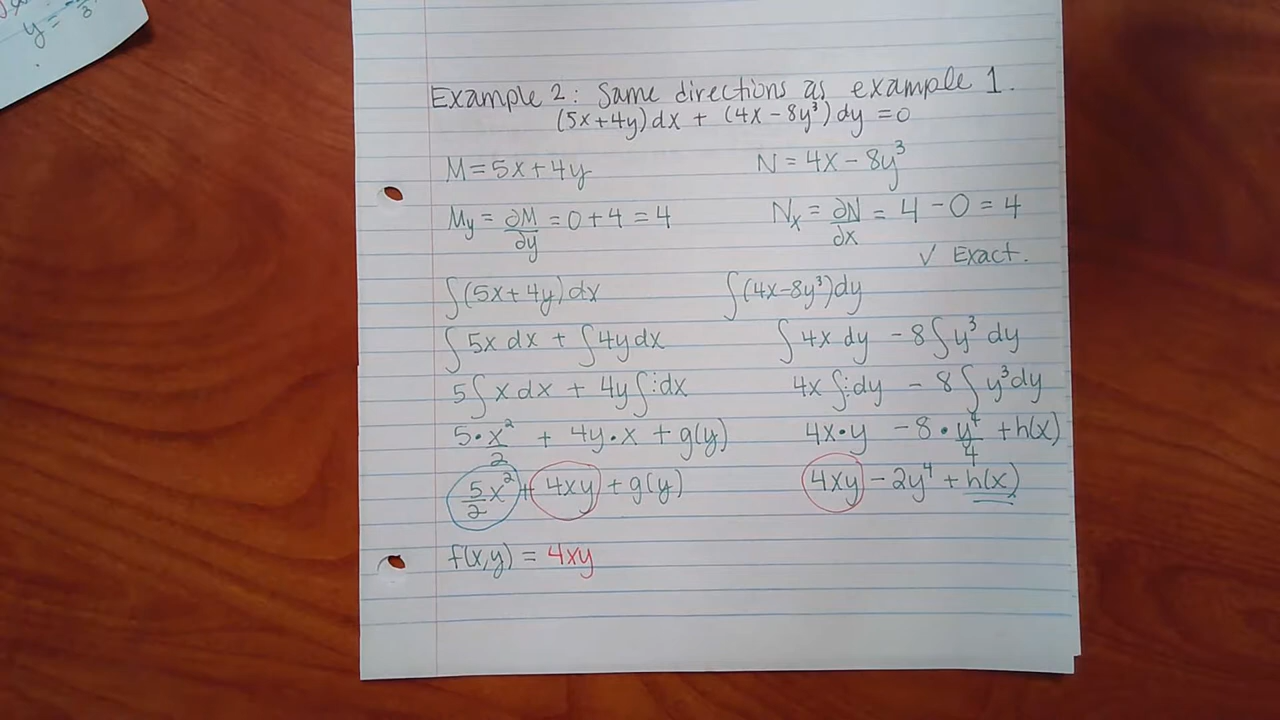 y = -
3
Example 2: Same directions as example 1.
(5x+4y)dx + (4x-8y³)dy =0
M=5x+4y N=4x-8y³
My = ∂M/∂y = 0+4=4 Nx = ∂N/∂x = 4-0=4
✓ Exact.
∫(5x+4y)dx ∫(4x-8y³)dy
∫5x dx + ∫4y dx ∫4x dy -8∫y³ dy
5∫x dx + 4y∫1dx 4x∫1dy - 8∫y³dy
5•x²/2 + 4y•x + g(y) 4x•y -8•y⁴/4 +h(x)
5/2x² + 4xy + g(y) 4xy - 2y⁴ + h(x)
f(x,y) = 4xy